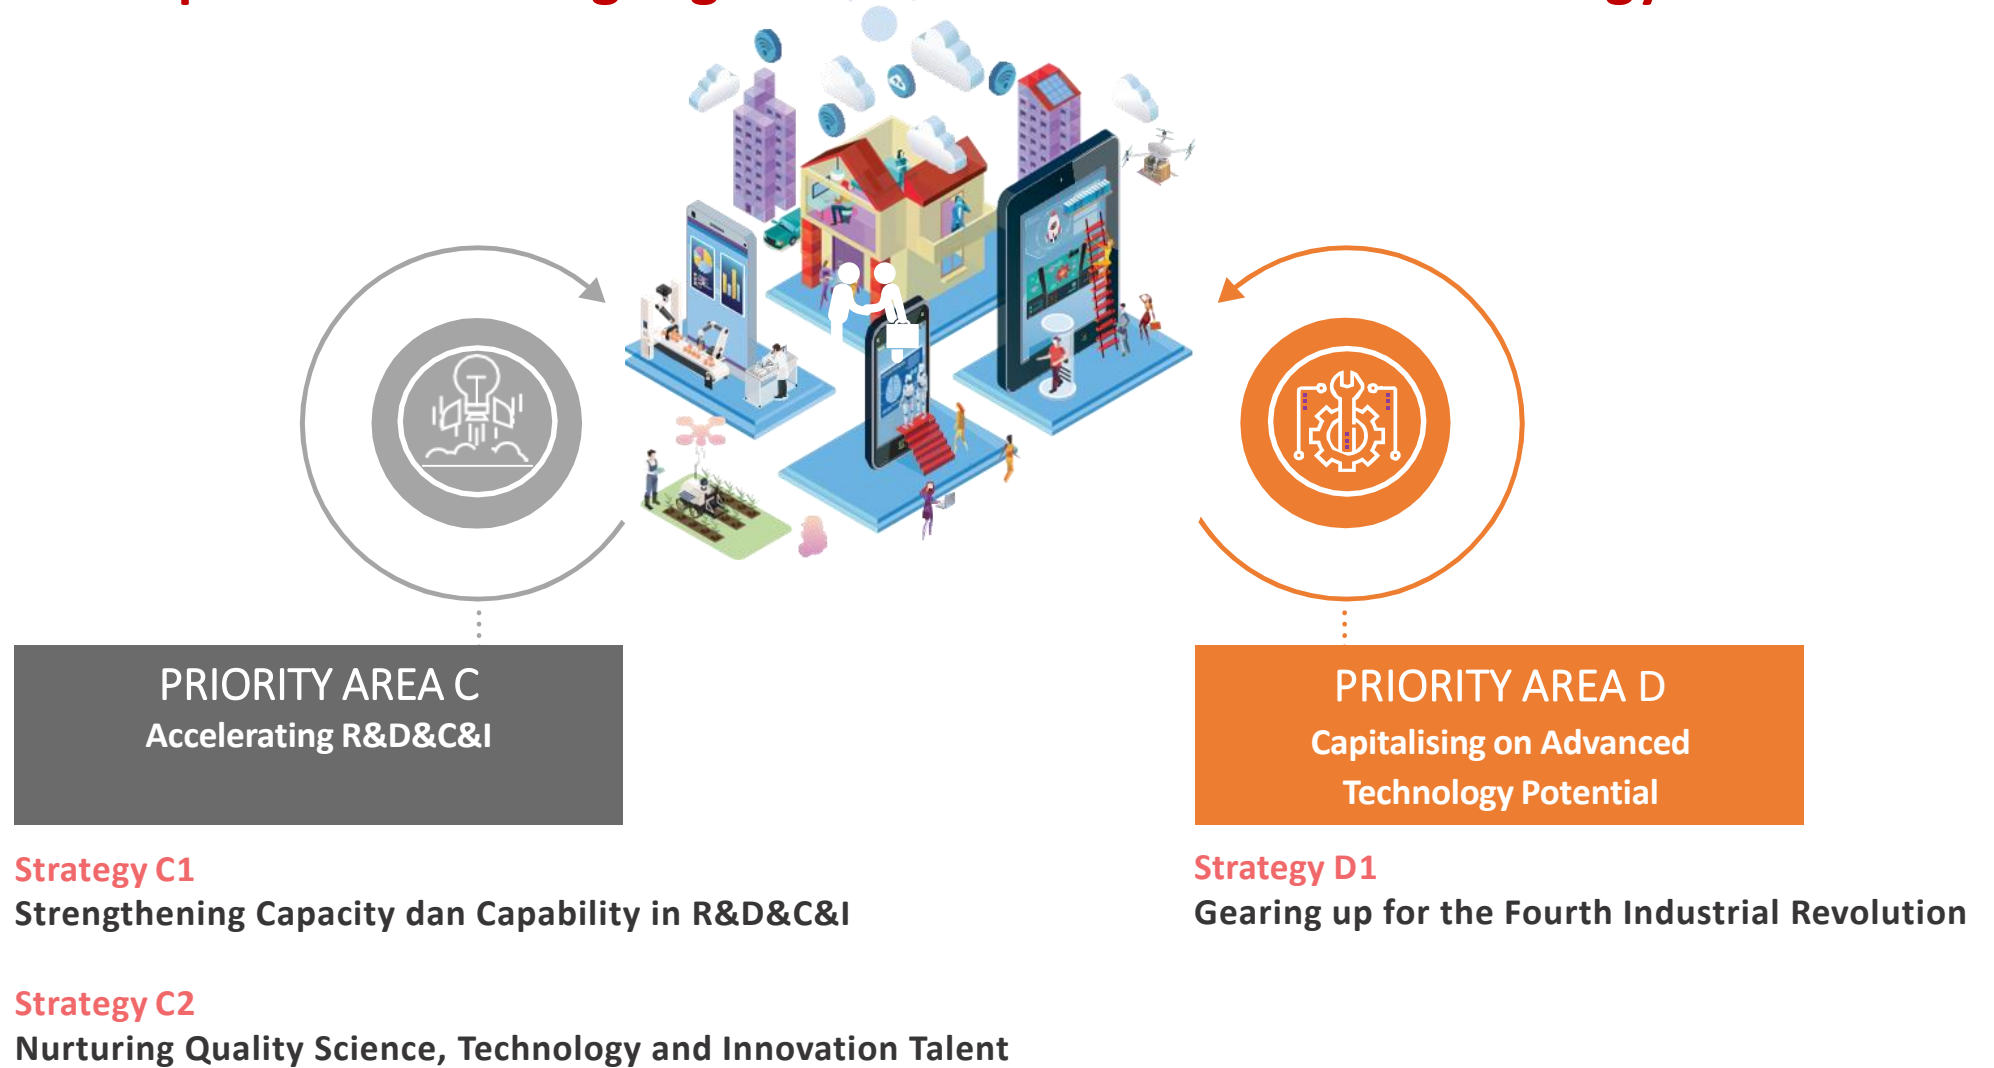 PRIORITY AREA C
Accelerating R&D&C&I
PRIORITY AREA D
Capitalising on Advanced
Technology Potential
Strategy C1
Strengthening Capacity dan Capability in R&D&C&I
Strategy C2
Nurturing Quality Science, Technology and Innovation Talent
Strategy D1
Gearing up for the Fourth Industrial Revolution